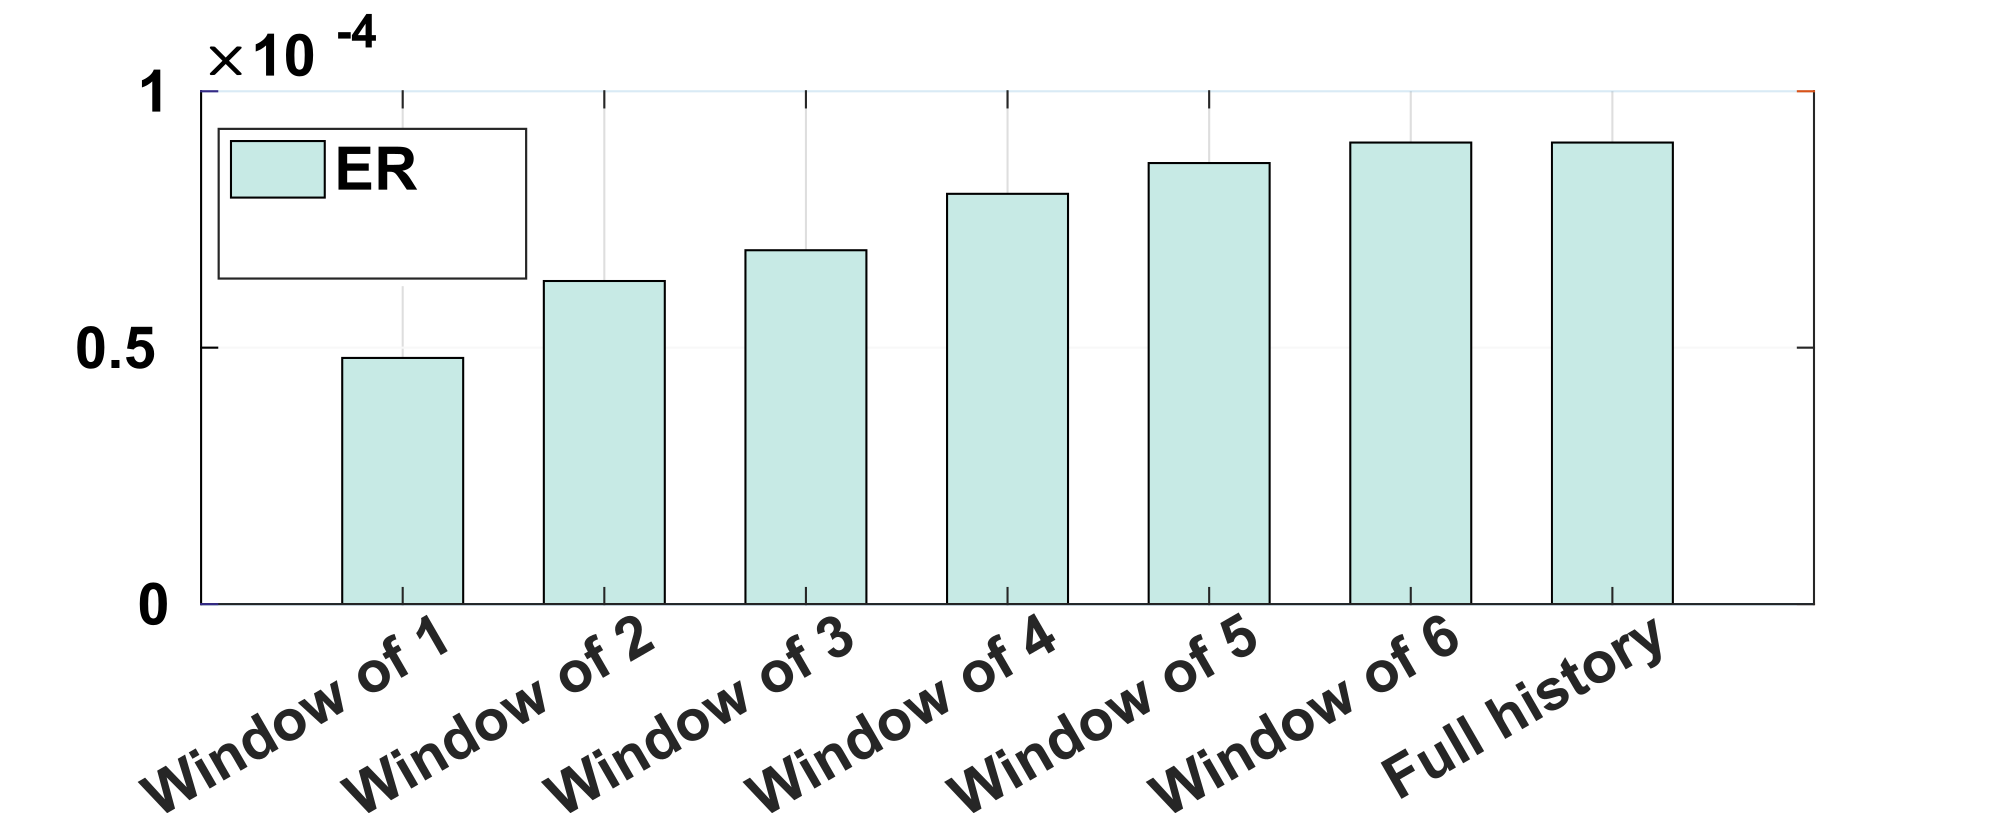 ×10 -4
1
0.5
0
ER
Window of 1
Window of 2
Window of 3
Window of 4
Window of 5
Window of 6
Full history